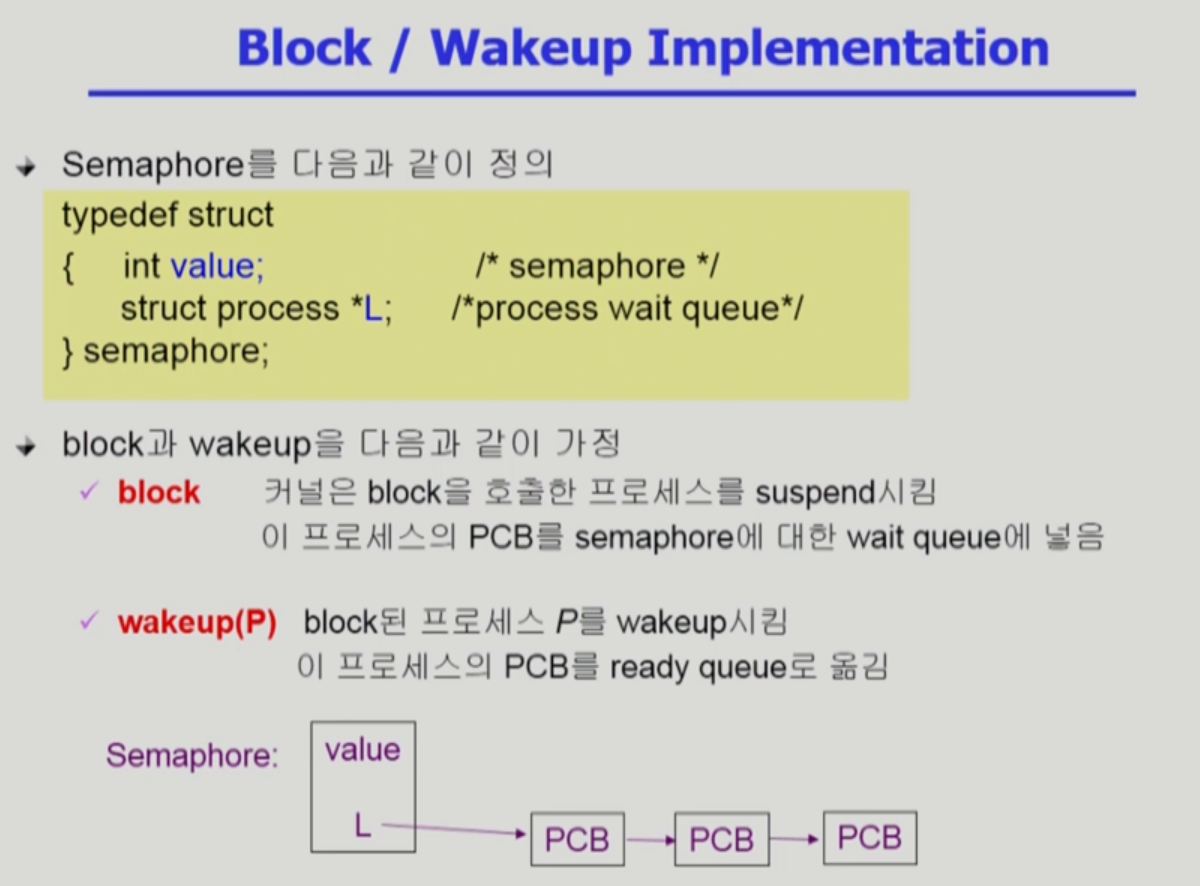 Block / Wakeup Implementation
Semaphore를 다음과 같이 정의
typedef struct
{ int value; /* semaphore */
struct process *L; /*process wait queue*/
} semaphore;
block과 wakeup을 다음과 같이 가정
block 커널은 block을 호출한 프로세스를 suspend시킴
이 프로세스의 PCB를 semaphore에 대한 wait queue에 넣음
wakeup(P) block된 프로세스 P를 wakeup시킴
이 프로세스의 PCB를 ready queue로 옮김
Semaphore: value
L
PCB PCB PCB